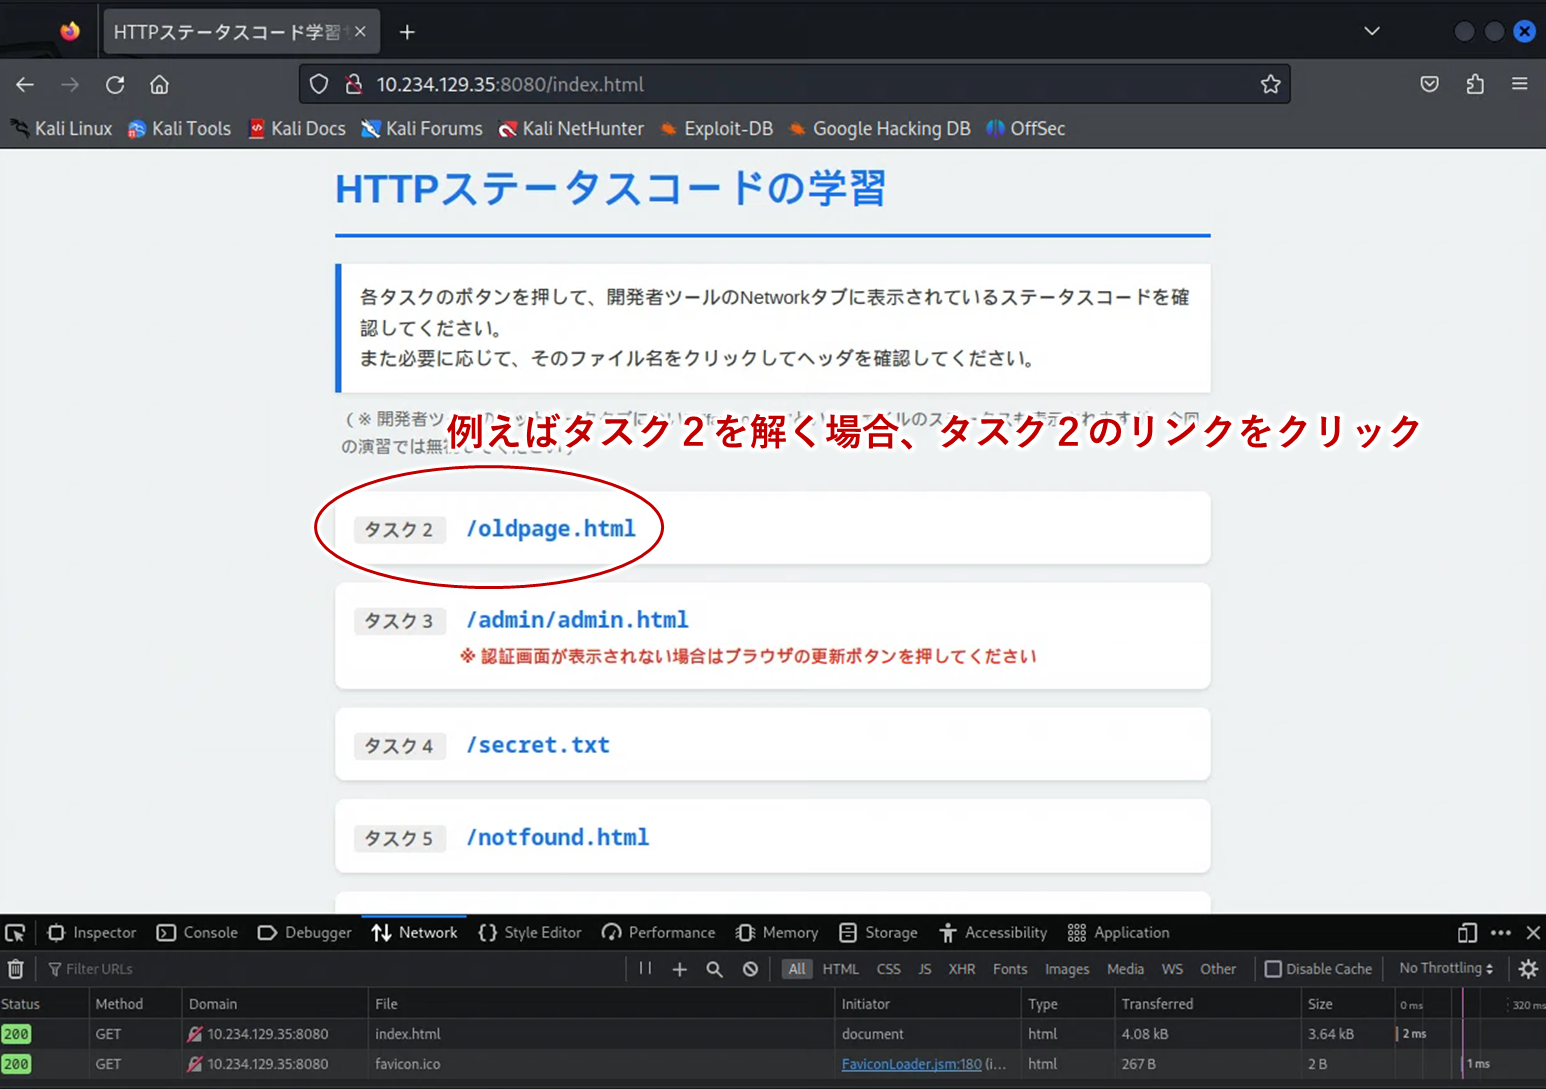 HTTPステータスコード学習
10.234.129.35:8080/index.html
Kali Linux Kali Tools Kali Docs Kali Forums Kali NetHunter Exploit-DB Google Hacking DB OffSec
HTTPステータスコードの学習
各タスクのボタンを押して、開発者ツールのNetworkタブに表示されているステータスコードを確
認してください。
また必要に応じて、そのファイル名をクリックしてヘッダを確認してください。
（※ 開発者ツ
の演習では無
例えばタスク２を解く場合、タスク２のリンクをクリック
タスク 2 /oldpage.html
タスク 3 /admin/admin.html
※ 認証画面が表示されない場合はブラウザの更新ボタンを押してください
タスク 4 /secret.txt
タスク 5 /notfound.html
Inspector Console Debugger Network Style Editor Performance Memory Storage Accessibility Application
Filter URLs All HTML CSS JS XHR Fonts Images Media WS Other Disable Cache No Throttling
Status Method Domain File Initiator Type Transferred Size 0 ms 320 ms
200 GET 10.234.129.35:8080 index.html document html 4.08 kB 3.64 kB 2 ms
200 GET 10.234.129.35:8080 favicon.ico FaviconLoader.jsm:180 (i... html 267 B 2 B 1 ms